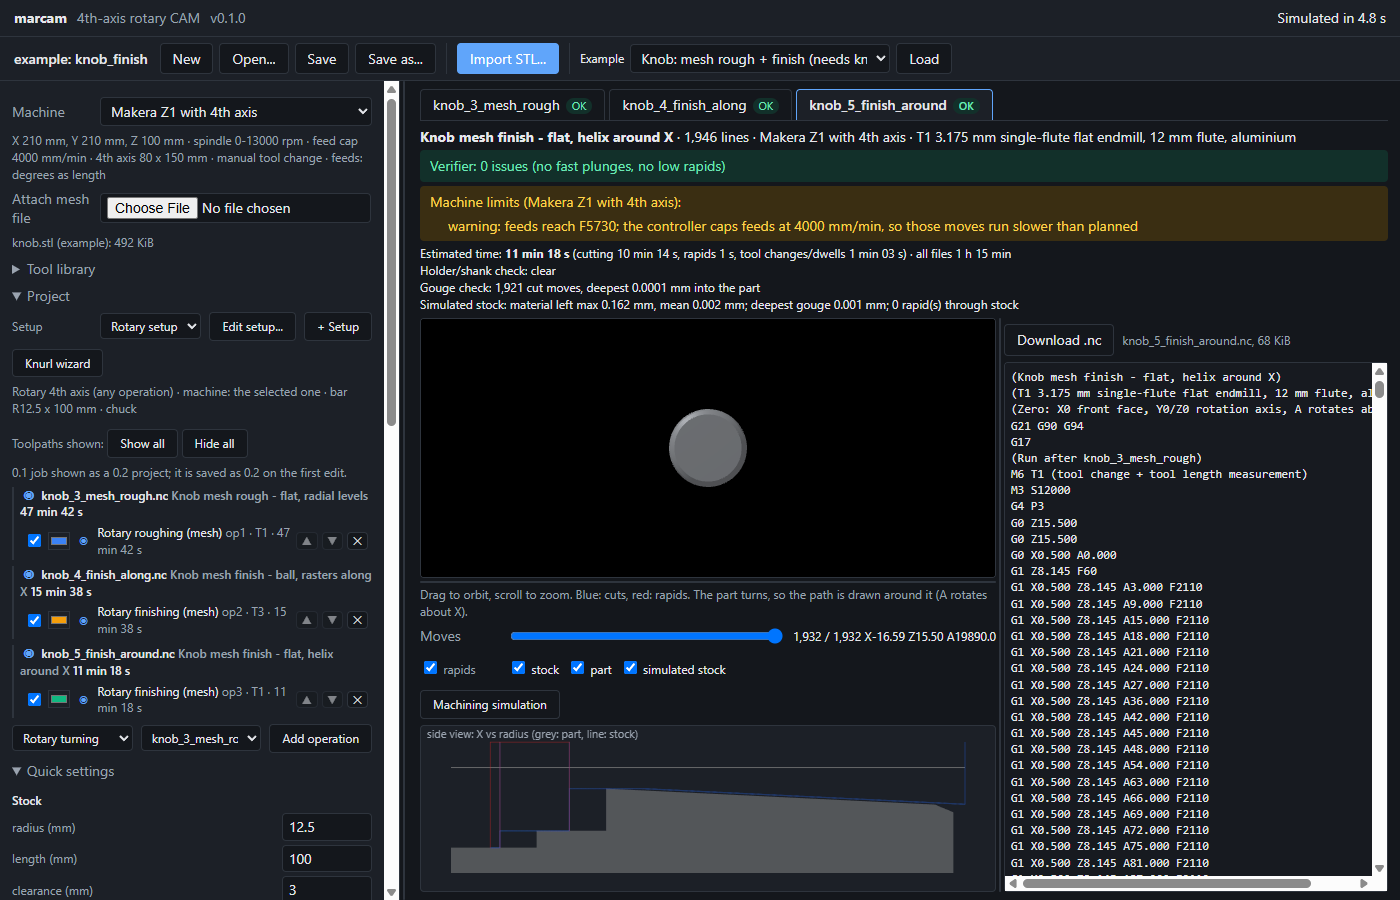 marcam 4th-axis rotary CAM v0.1.0
Simulated in 4.8 s
example: knob_finish New Open... Save Save as... Import STL... Example Knob: mesh rough + finish (needs kn Load
Machine Makera Z1 with 4th axis
X 210 mm, Y 210 mm, Z 100 mm · spindle 0-13000 rpm · feed cap
4000 mm/min · 4th axis 80 x 150 mm · manual tool change · feeds:
degrees as length
Attach mesh
file
Choose File No file chosen
knob.stl (example): 492 KiB
Tool library
Project
Setup Rotary setup Edit setup... + Setup
Knurl wizard
Rotary 4th axis (any operation) · machine: the selected one · bar
R12.5 x 100 mm · chuck
Toolpaths shown: Show all Hide all
0.1 job shown as a 0.2 project; it is saved as 0.2 on the first edit.
knob_3_mesh_rough.nc Knob mesh rough - flat, radial levels
47 min 42 s
Rotary roughing (mesh) op1 · T1 · 47
min 42 s
knob_4_finish_along.nc Knob mesh finish - ball, rasters along
X 15 min 38 s
Rotary finishing (mesh) op2 · T3 · 15
min 38 s
knob_5_finish_around.nc Knob mesh finish - flat, helix
around X 11 min 18 s
Rotary finishing (mesh) op3 · T1 · 11
min 18 s
Rotary turning knob_3_mesh_rc Add operation
Quick settings
Stock
radius (mm) 12.5
length (mm) 100
clearance (mm) 3
knob_3_mesh_rough OK knob_4_finish_along OK knob_5_finish_around OK
Knob mesh finish - flat, helix around X · 1,946 lines · Makera Z1 with 4th axis · T1 3.175 mm single-flute flat endmill, 12 mm flute, aluminium
Verifier: 0 issues (no fast plunges, no low rapids)
Machine limits (Makera Z1 with 4th axis):
warning: feeds reach F5730; the controller caps feeds at 4000 mm/min, so those moves run slower than planned
Estimated time: 11 min 18 s (cutting 10 min 14 s, rapids 1 s, tool changes/dwells 1 min 03 s) · all files 1 h 15 min
Holder/shank check: clear
Gouge check: 1,921 cut moves, deepest 0.0001 mm into the part
Simulated stock: material left max 0.162 mm, mean 0.002 mm; deepest gouge 0.001 mm; 0 rapid(s) through stock
Drag to orbit, scroll to zoom. Blue: cuts, red: rapids. The part turns, so the path is drawn around it (A rotates
about X).
Moves 1,932 / 1,932 X-16.59 Z15.50 A19890.0
rapids stock part simulated stock
Machining simulation
side view: X vs radius (grey: part, line: stock)
Download .nc knob_5_finish_around.nc, 68 KiB
(Knob mesh finish - flat, helix around X)
(T1 3.175 mm single-flute flat endmill, 12 mm flute, al
(Zero: X0 front face, Y0/Z0 rotation axis, A rotates ab
G21 G90 G94
G17
(Run after knob_3_mesh_rough)
M6 T1 (tool change + tool length measurement)
M3 S12000
G4 P3
G0 Z15.500
G0 Z15.500
G0 X0.500 A0.000
G1 Z8.145 F60
G1 X0.500 Z8.145 A3.000 F2110
G1 X0.500 Z8.145 A9.000 F2110
G1 X0.500 Z8.145 A15.000 F2110
G1 X0.500 Z8.145 A18.000 F2110
G1 X0.500 Z8.145 A21.000 F2110
G1 X0.500 Z8.145 A24.000 F2110
G1 X0.500 Z8.145 A27.000 F2110
G1 X0.500 Z8.145 A36.000 F2110
G1 X0.500 Z8.145 A42.000 F2110
G1 X0.500 Z8.145 A45.000 F2110
G1 X0.500 Z8.145 A48.000 F2110
G1 X0.500 Z8.145 A54.000 F2110
G1 X0.500 Z8.145 A63.000 F2110
G1 X0.500 Z8.145 A66.000 F2110
G1 X0.500 Z8.145 A69.000 F2110
G1 X0.500 Z8.145 A72.000 F2110
G1 X0.500 Z8.145 A75.000 F2110
G1 X0.500 Z8.145 A81.000 F2110